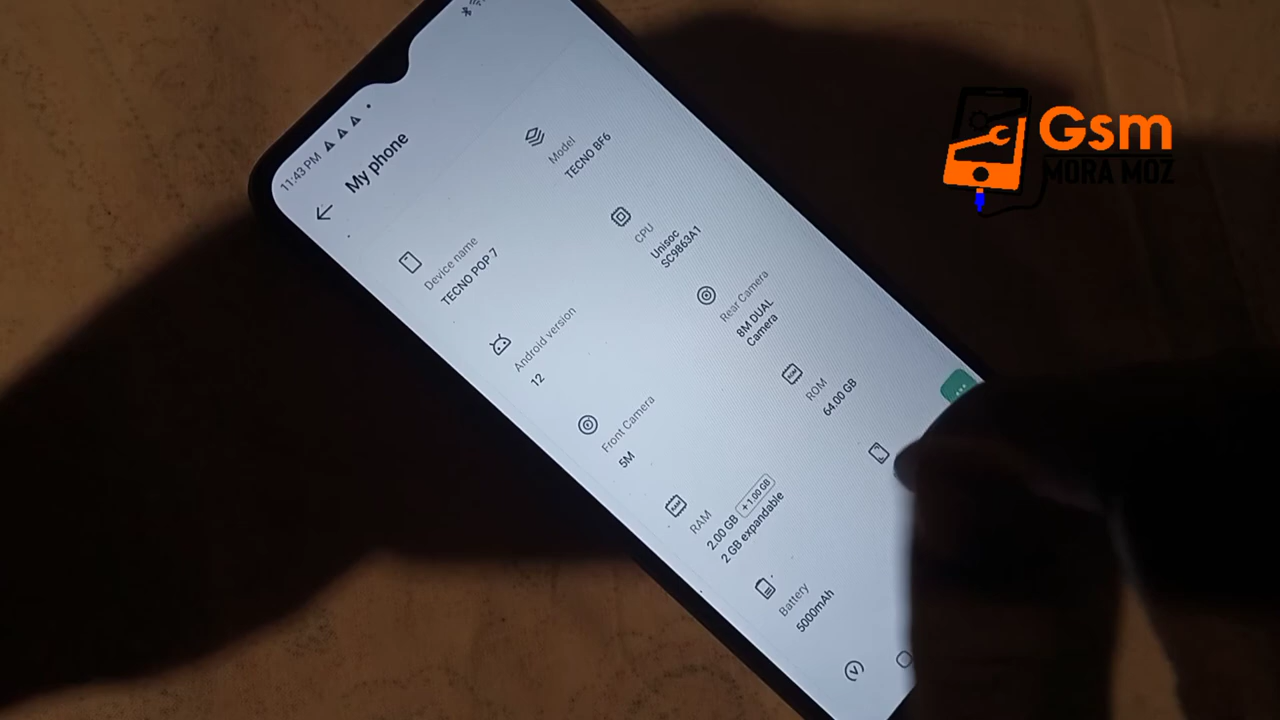 11:43 PM
My phone
Device name
TECNO POP 7
Model
TECNO BF6
Android version
12
CPU
Unisoc
SC9863A1
Front Camera
5M
Rear Camera
8M DUAL
Camera
RAM
2.00 GB +1.00 GB
2 GB expandable
ROM
64.00 GB
Battery
5000mAh
Gsm
MORA MOZ